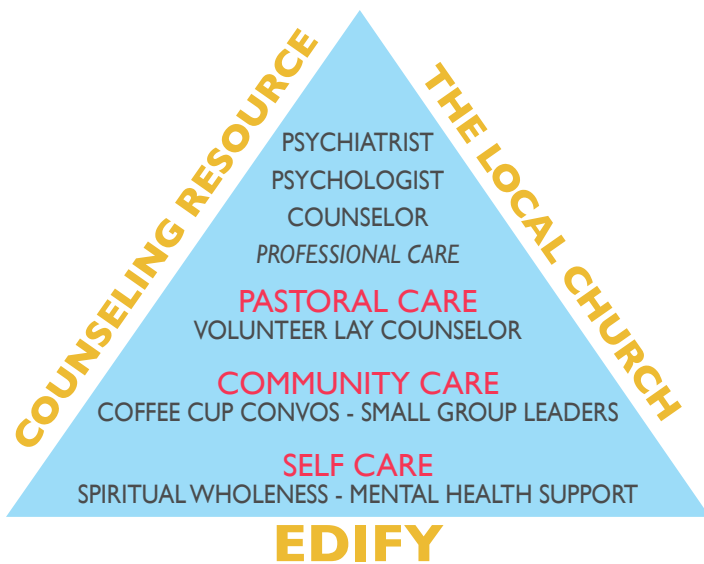 COUNSELING RESOURCE
THE LOCAL CHURCH
PSYCHIATRIST
PSYCHOLOGIST
COUNSELOR
PROFESSIONAL CARE
PASTORAL CARE
VOLUNTEER LAY COUNSELOR
COMMUNITY CARE
COFFEE CUP CONVOS - SMALL GROUP LEADERS
SELF CARE
SPIRITUAL WHOLENESS - MENTAL HEALTH SUPPORT
EDIFY